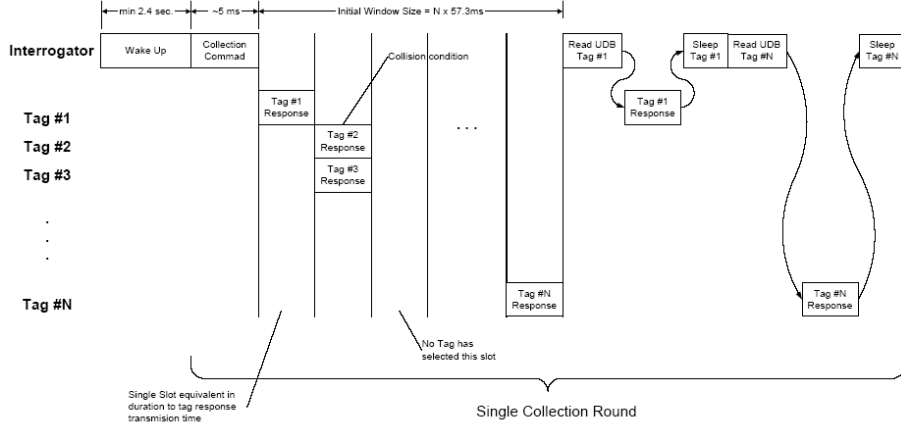 min 2.4 sec.
~5 ms
Initial Window Size = N x 57.3ms
Interrogator
Wake Up
Collection
Commad
Read UDB
Tag #1
Sleep
Tag #1
Read UDB
Tag #N
Sleep
Tag #N
Collision condition
Tag #1
Tag #1
Response
Tag #1
Response
Tag #2
Tag #2
Response
. . .
Tag #3
Tag #3
Response
.
.
.
.
Tag #N
Tag #N
Response
Tag #N
Response
No Tag has
selected this slot
Single Slot equivalent in
duration to tag response
transmision time
Single Collection Round